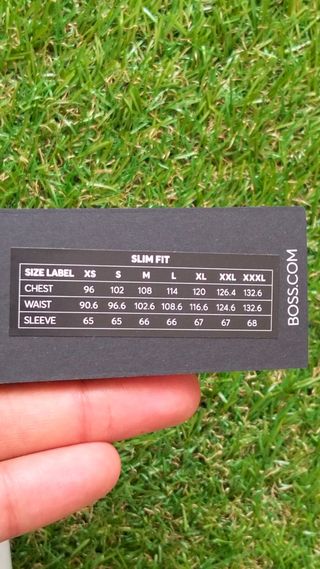 SLIM FIT
SIZE LABEL XS S M L XL XXL XXXL
CHEST 96 102 108 114 120 126.4 132.6
WAIST 90.6 96.6 102.6 108.6 116.6 124.6 132.6
SLEEVE 65 65 66 66 67 67 68
BOSS.COM